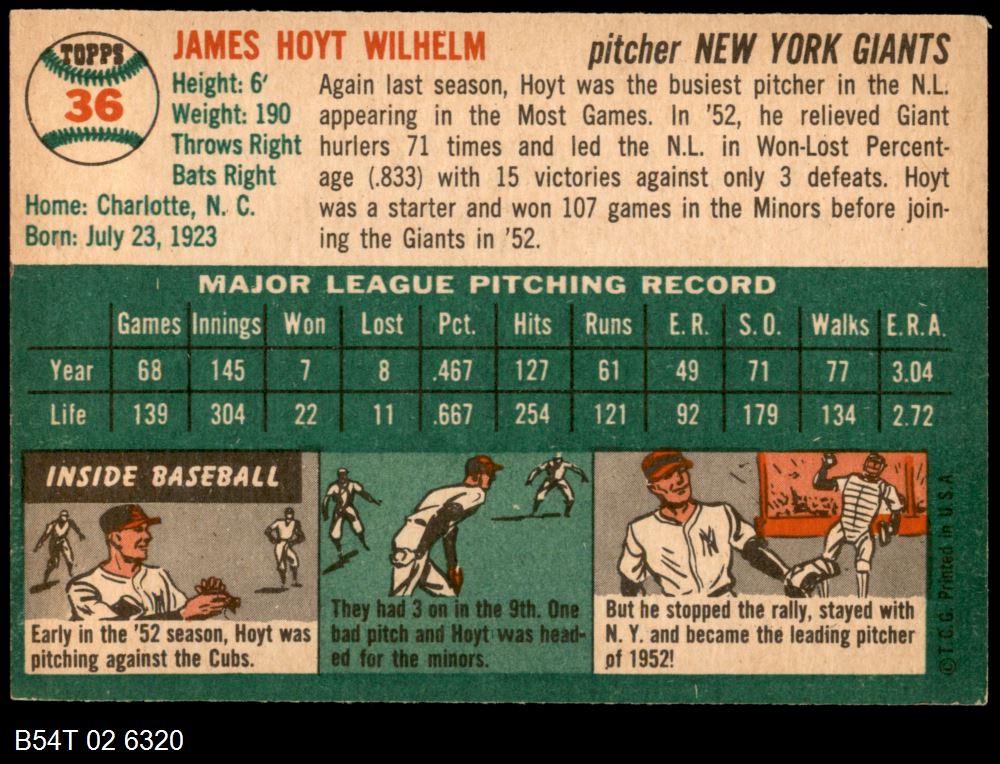 TOPPS
36
JAMES HOYT WILHELM
pitcher NEW YORK GIANTS
Height: 6'
Weight: 190
Throws Right
Bats Right
Home: Charlotte, N. C.
Born: July 23, 1923
Again last season, Hoyt was the busiest pitcher in the N.L.
appearing in the Most Games. In '52, he relieved Giant
hurlers 71 times and led the N.L. in Won-Lost Percent-
age (.833) with 15 victories against only 3 defeats. Hoyt
was a starter and won 107 games in the Minors before join-
ing the Giants in '52.
MAJOR LEAGUE PITCHING RECORD
Games Innings Won Lost Pct. Hits Runs E.R. S.O. Walks E.R.A.
Year 68 145 7 8 .467 127 61 49 71 77 3.04
Life 139 304 22 11 .667 254 121 92 179 134 2.72
INSIDE BASEBALL
Early in the '52 season, Hoyt was
pitching against the Cubs.
They had 3 on in the 9th. One
bad pitch and Hoyt was head-
ed for the minors.
NY
But he stopped the rally, stayed with
N. Y. and became the leading pitcher
of 1952!
©T.C.G. Printed in U.S.A
B54T 02 6320